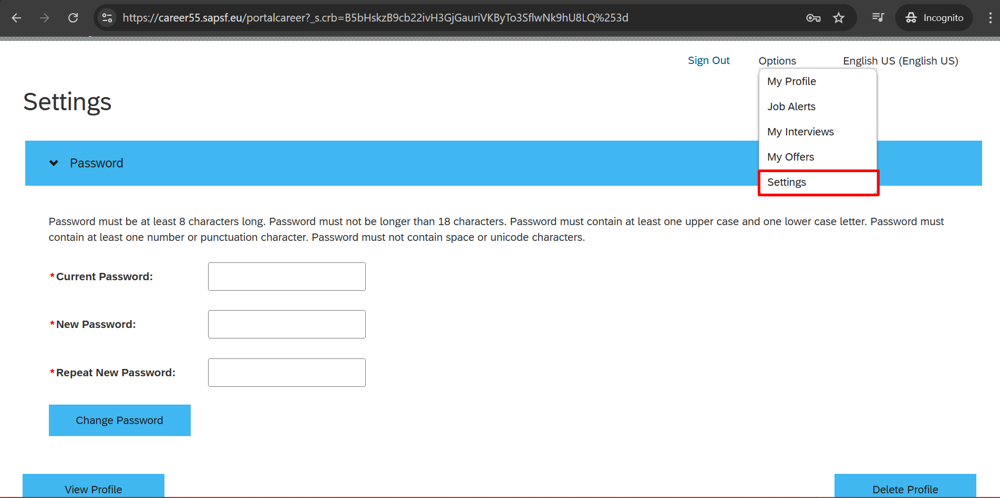 https://career55.sapsf.eu/portalcareer?_s.crb=B5bHskzB9cb22ivH3GjGauriVKByTo3SflwNk9hU8LQ%253d
Incognito
Sign Out
Options
English US (English US)
My Profile
Job Alerts
My Interviews
My Offers
Settings
Settings
Password
Password must be at least 8 characters long. Password must not be longer than 18 characters. Password must contain at least one upper case and one lower case letter. Password must
contain at least one number or punctuation character. Password must not contain space or unicode characters.
*Current Password:
*New Password:
*Repeat New Password:
Change Password
View Profile
Delete Profile